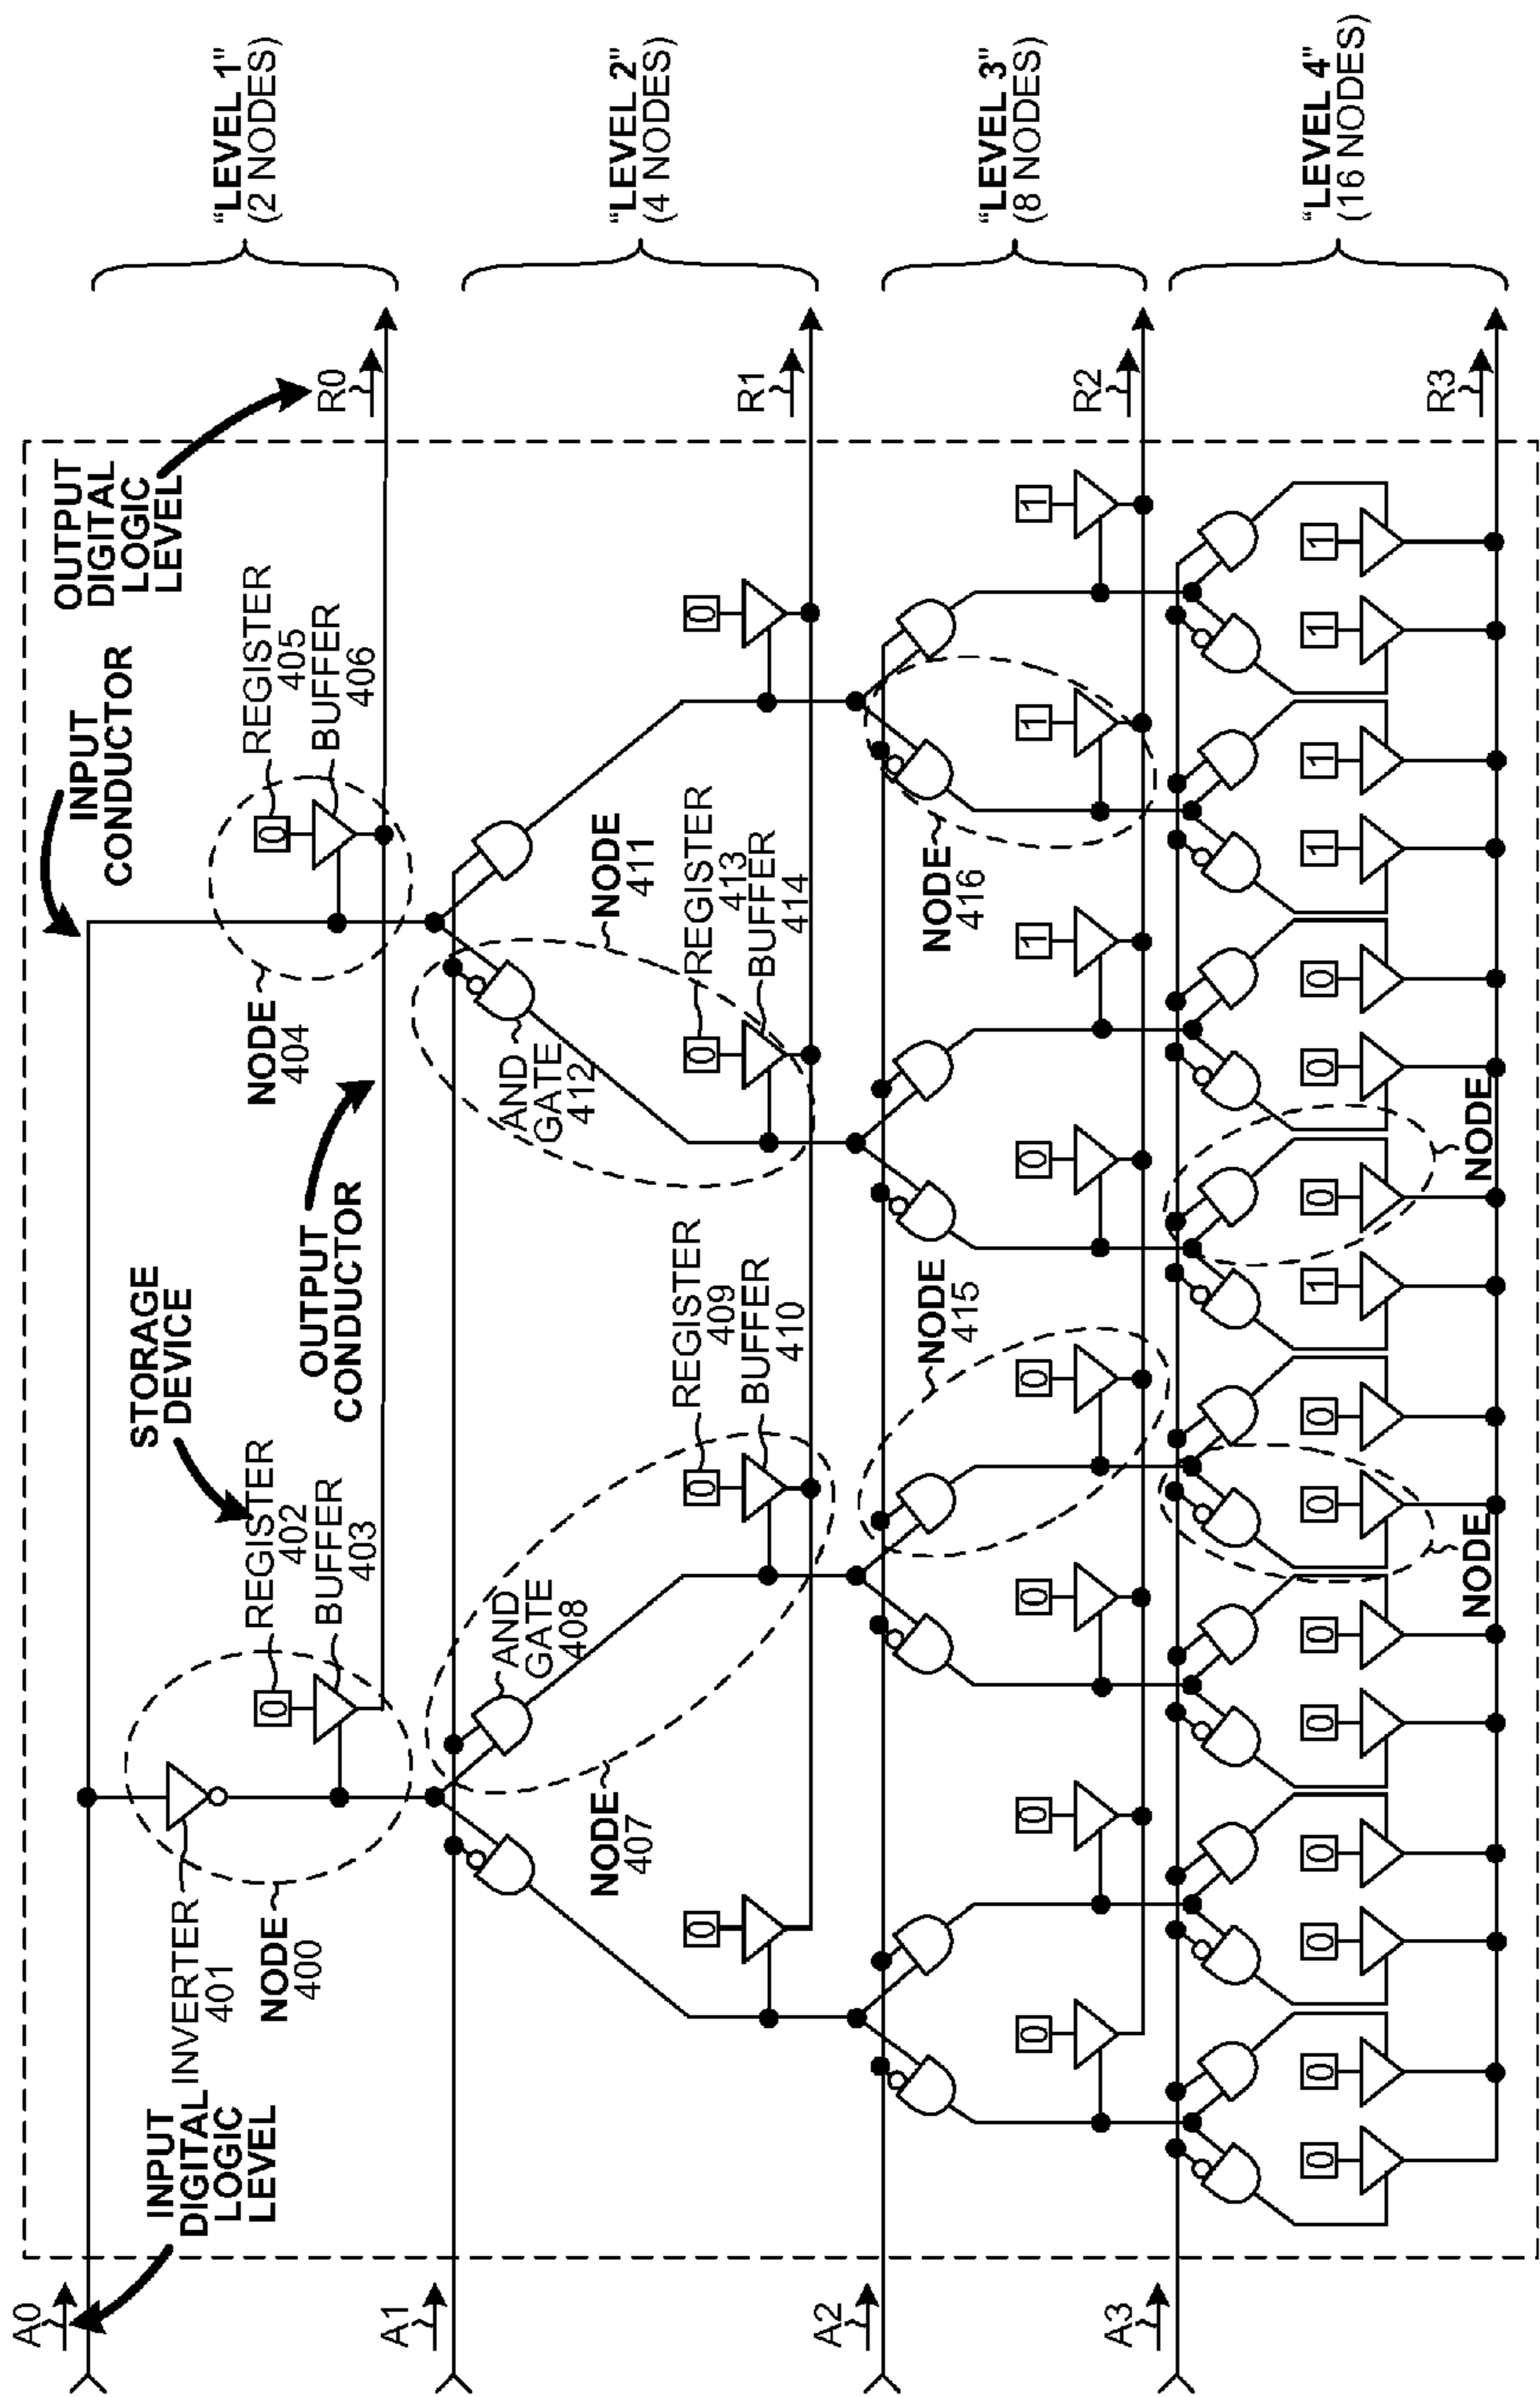 A0
INPUT
DIGITAL
LOGIC
LEVEL
INVERTER
401
NODE
400
STORAGE
DEVICE
REGISTER
402
0
BUFFER
403
OUTPUT
CONDUCTOR
INPUT
CONDUCTOR
NODE
404
REGISTER
405
0
BUFFER
406
OUTPUT
DIGITAL
LOGIC
LEVEL
R0
"LEVEL 1"
(2 NODES)
A1
NODE
407
AND
GATE
408
REGISTER
409
BUFFER
410
AND
GATE
412
NODE
411
REGISTER
413
BUFFER
414
0
0
0
0
R1
"LEVEL 2"
(4 NODES)
A2
NODE
415
NODE
416
0
0
0
0
0
1
1
1
R2
"LEVEL 3"
(8 NODES)
A3
0
0
0
0
0
0
0
0
1
0
0
0
1
1
1
1
NODE
NODE
R3
"LEVEL 4"
(16 NODES)